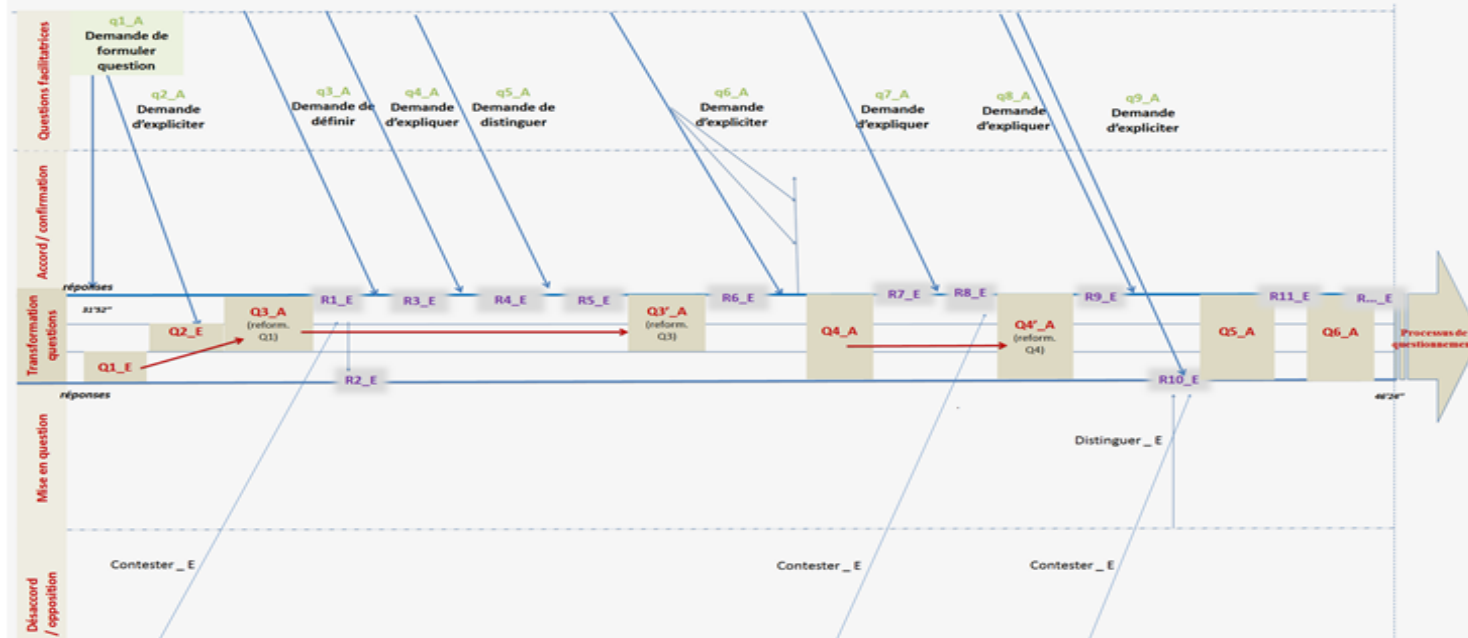 Questions facilitatrices
q1_A
Demande de
formuler
question
q2_A
Demande
d'expliciter
q3_A
Demande de
définir
q4_A
Demande
d'expliquer
q5_A
Demande de
distinguer
q6_A
Demande
d'expliciter
q7_A
Demande
d'expliquer
q8_A
Demande
d'expliquer
q9_A
Demande
d'expliciter
Accord / confirmation
réponses
Transformation
questions
31'52''
Q1_E
Q2_E
Q3_A
(reform.
Q1)
R1_E
R2_E
R3_E
R4_E
R5_E
Q3'_A
(reform.
Q3)
R6_E
Q4_A
R7_E
R8_E
Q4'_A
(reform.
Q4)
R9_E
R10_E
Q5_A
R11_E
Q6_A
R..._E
Processus de
questionnement
réponses
46'24''
Mise en question
Distinguer _ E
Désaccord
/ opposition
Contester _ E
Contester _ E
Contester _ E